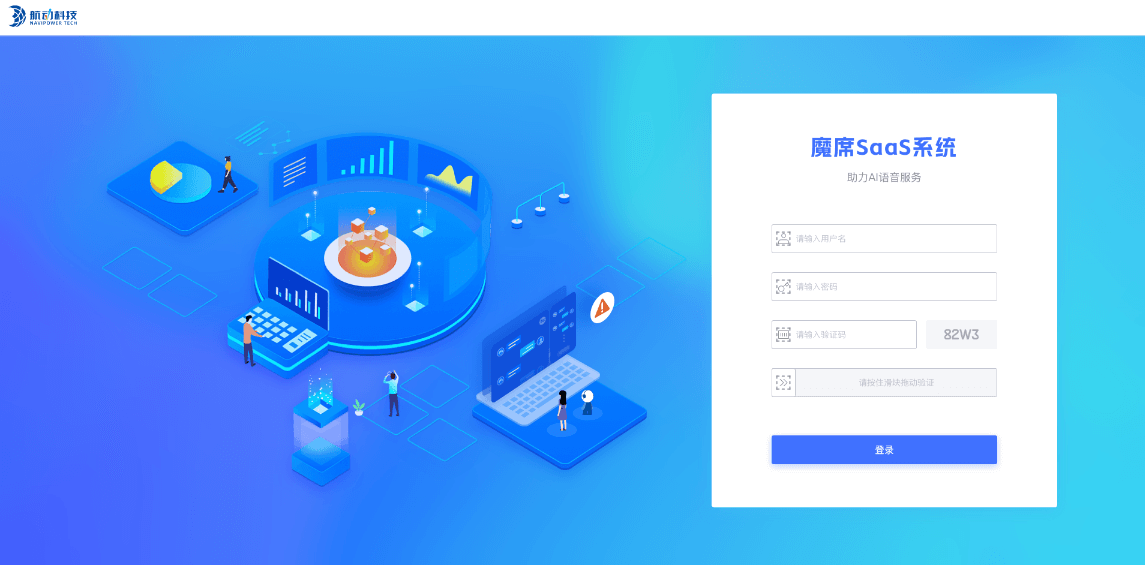 航动科技
NAVIPOWER TECH
魔席SaaS系统
助力AI语音服务
请输入用户名
请输入密码
请输入验证码
82W3
请按住滑块拖动验证
登录